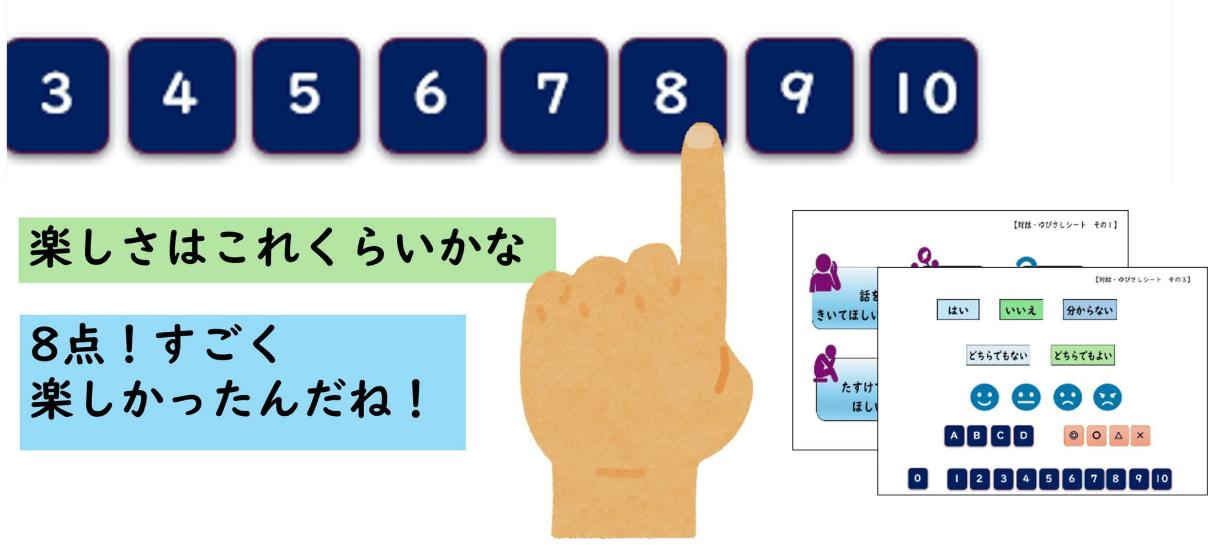 3 4 5 6 7 8 9 10
楽しさはこれくらいかな
8点！すごく
楽しかったんだね！
【対話・ゆびさしシート その1】
話を
きいてほしい
たすけて
ほしい
【対話・ゆびさしシート その3】
はい いいえ 分からない
どちらでもない どちらでもよい
A B C D ◎ ○ △ ×
0 1 2 3 4 5 6 7 8 9 10